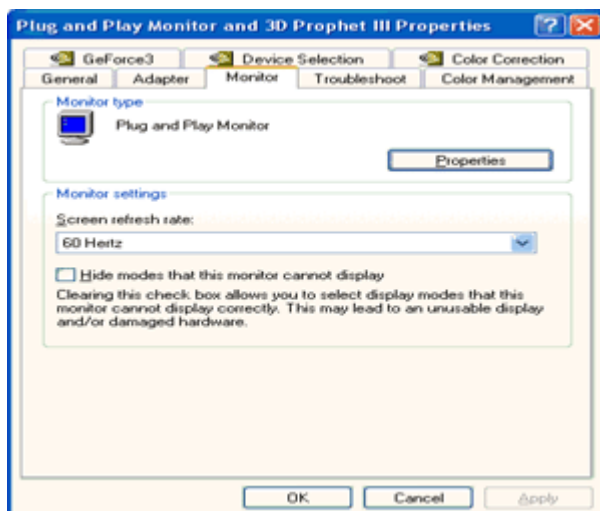 Plug and Play Monitor and 3D Prophet III Properties
GeForce3 Device Selection Color Correction
General Adapter Monitor Troubleshoot Color Management
Monitor type
Plug and Play Monitor
Properties
Monitor settings
Screen refresh rate:
60 Hertz
Hide modes that this monitor cannot display
Clearing this check box allows you to select display modes that this
monitor cannot display correctly. This may lead to an unusable display
and/or damaged hardware.
OK Cancel Apply